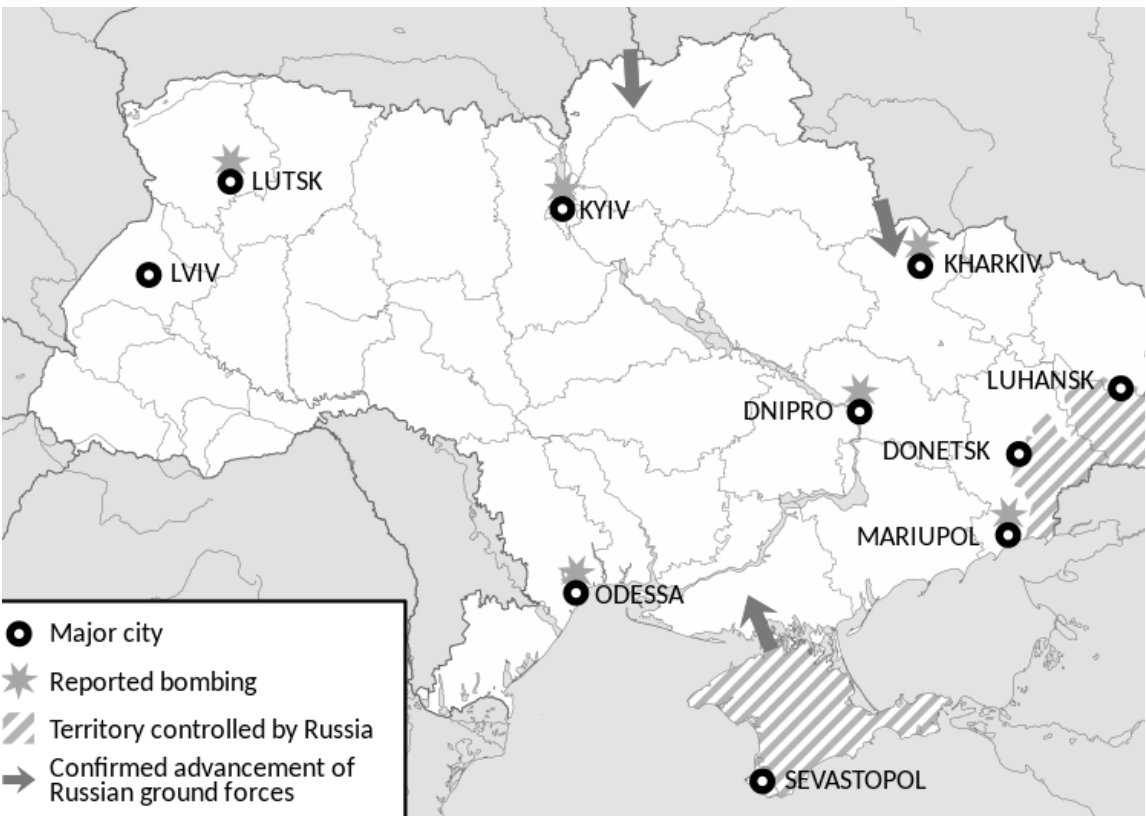 LUTSK
KYIV
LVIV
KHARKIV
LUHANSK
DNIPRO
DONETSK
MARIUPOL
ODESSA
SEVASTOPOL
Major city
Reported bombing
Territory controlled by Russia
Confirmed advancement of
Russian ground forces